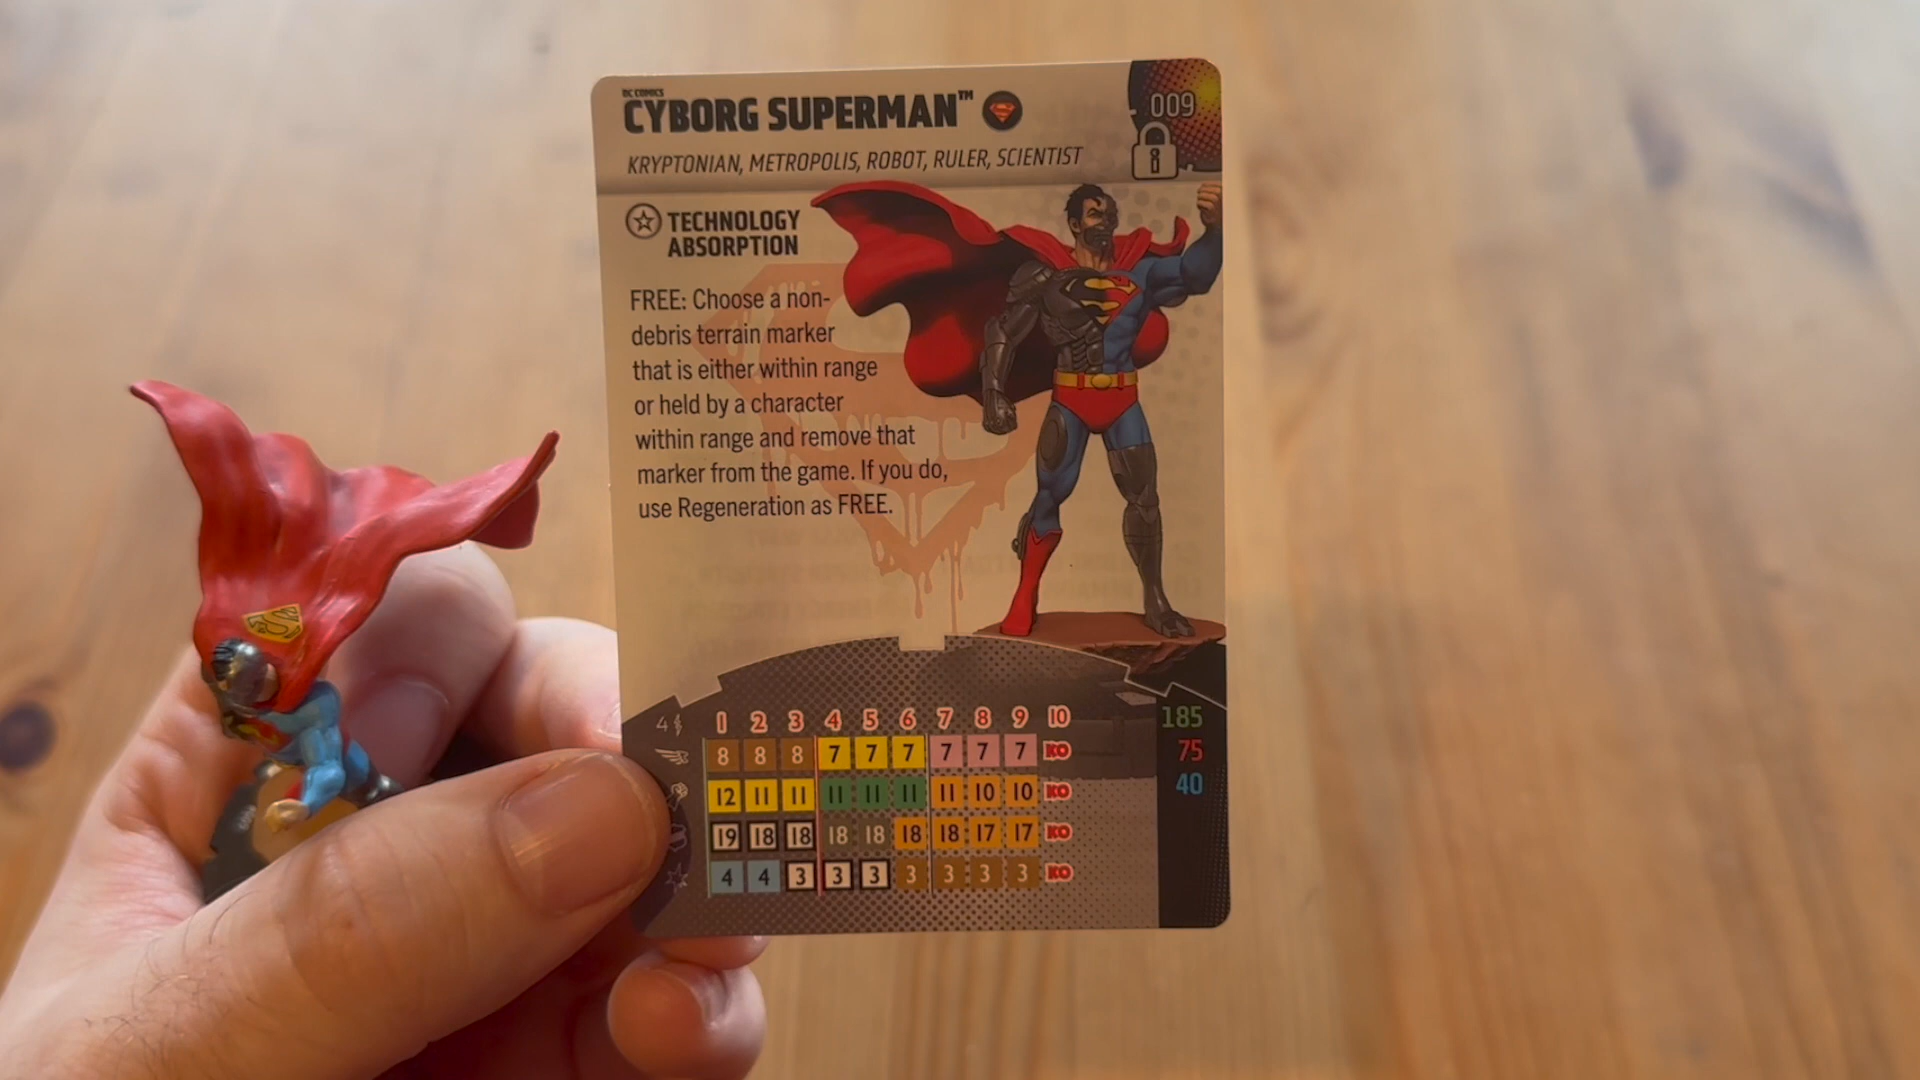 DC COMICS
CYBORG SUPERMAN™
009
KRYPTONIAN, METROPOLIS, ROBOT, RULER, SCIENTIST
TECHNOLOGY
ABSORPTION
FREE: Choose a non-
debris terrain marker
that is either within range
or held by a character
within range and remove that
marker from the game. If you do,
use Regeneration as FREE.
4 1 2 3 4 5 6 7 8 9 10 185
8 8 8 7 7 7 7 7 7 KO 75
12 11 11 11 11 11 11 10 10 KO 40
19 18 18 18 18 18 18 17 17 KO
4 4 3 3 3 3 3 3 3 KO